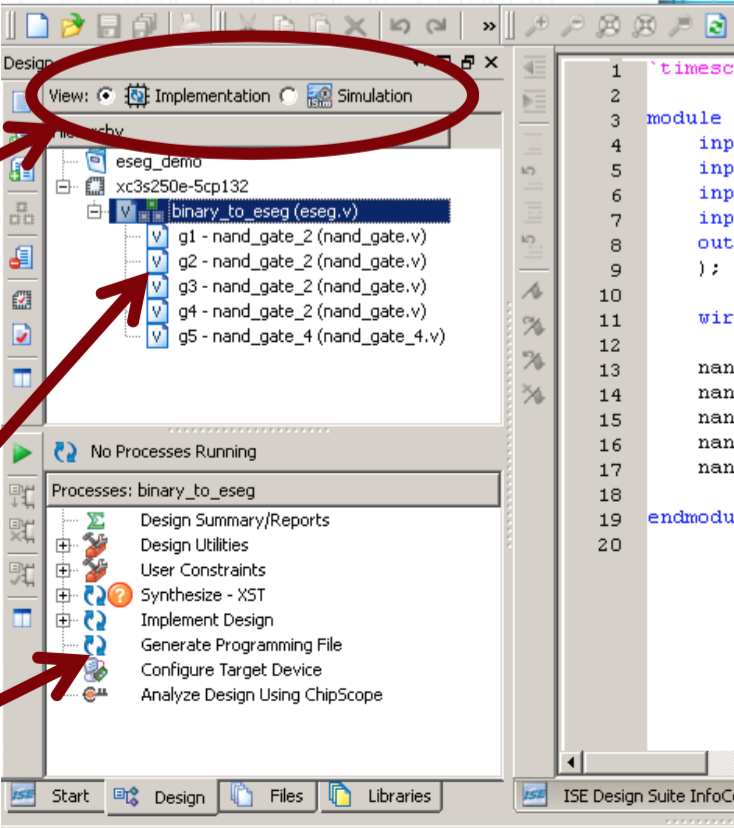 Design
View: Implementation Simulation
Hierarchy
eseg_demo
xc3s250e-5cp132
binary_to_eseg (eseg.v)
g1 - nand_gate_2 (nand_gate.v)
g2 - nand_gate_2 (nand_gate.v)
g3 - nand_gate_2 (nand_gate.v)
g4 - nand_gate_2 (nand_gate.v)
g5 - nand_gate_4 (nand_gate_4.v)
No Processes Running
Processes: binary_to_eseg
Design Summary/Reports
Design Utilities
User Constraints
Synthesize - XST
Implement Design
Generate Programming File
Configure Target Device
Analyze Design Using ChipScope
Start Design Files Libraries
1 `timesc
2
3 module
4 inp
5 inp
6 inp
7 inp
8 out
9 );
10
11 wir
12
13 nan
14 nan
15 nan
16 nan
17 nan
18
19 endmodu
20
ISE Design Suite InfoCe